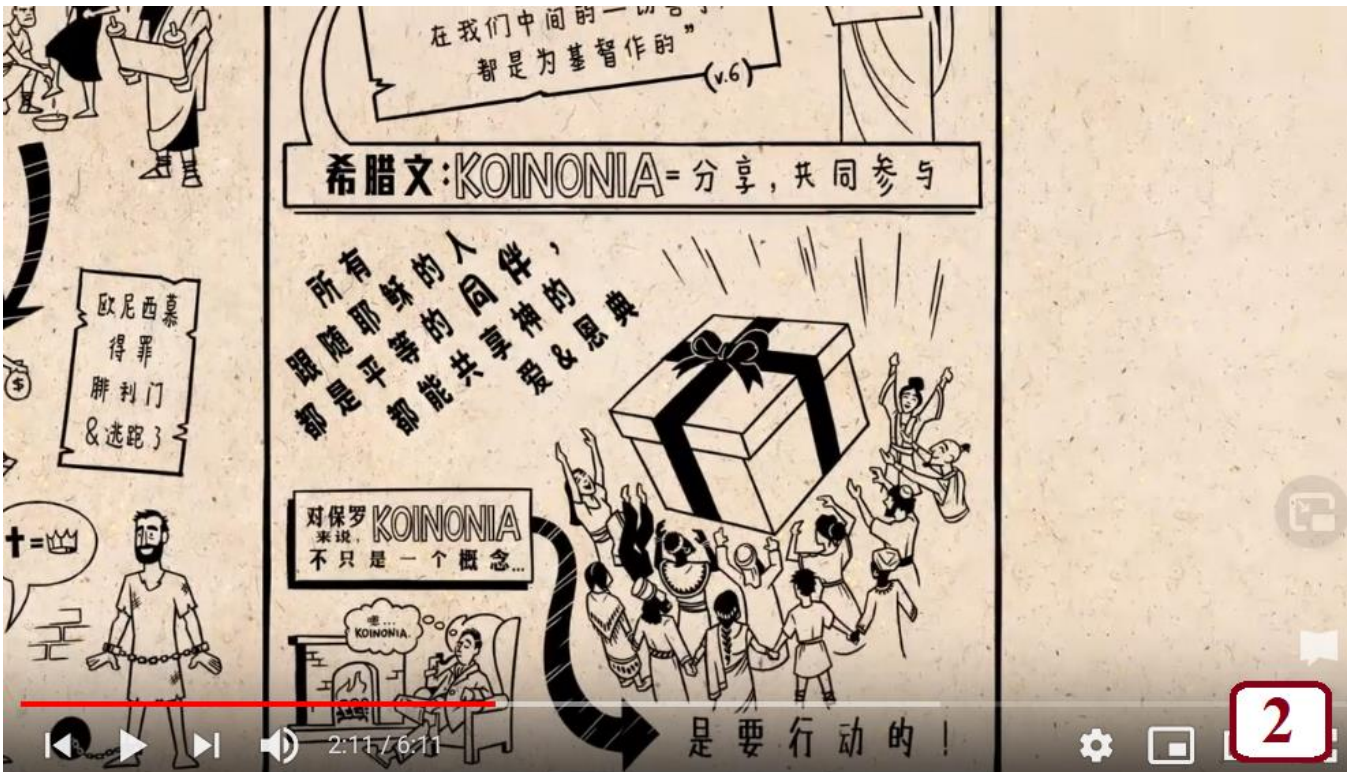 在我们中间的一切善事,
都是为基督作的”
(v.6)
希腊文:KOINONIA=分享,共同参与
所有
跟随耶稣的人
都是平等的同伴,
都能共享神的
爱&恩典
欧尼西慕
得罪
腓利门
&逃跑了
$
=
对保罗
来说, KOINONIA
不只是一个概念...
嗯...
KOINONIA.
是要行动的!
2:11 / 6:11
2